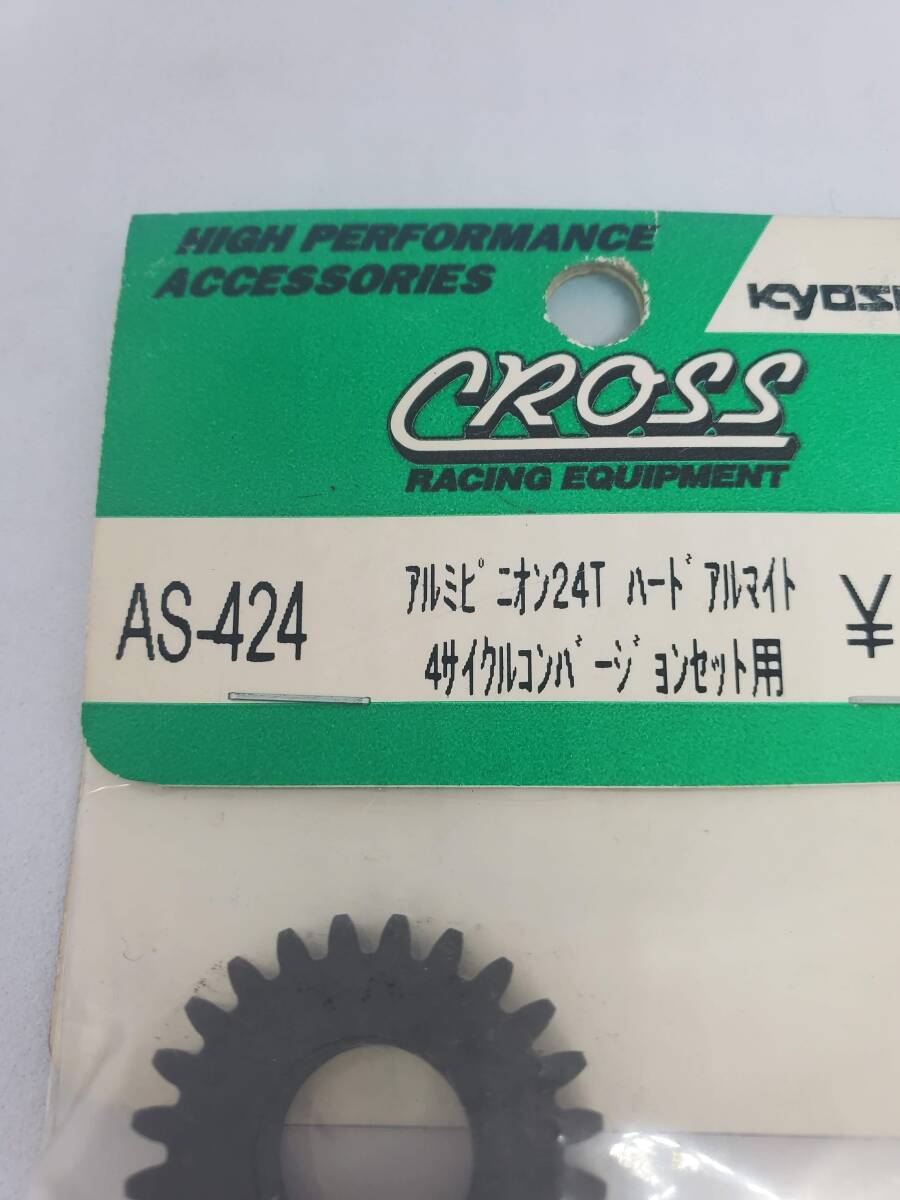 HIGH PERFORMANCE
ACCESSORIES
KYOS
CROSS
RACING EQUIPMENT
AS-424
アルミピニオン24T ハードアルマイト
4サイクルコンバージョンセット用
¥